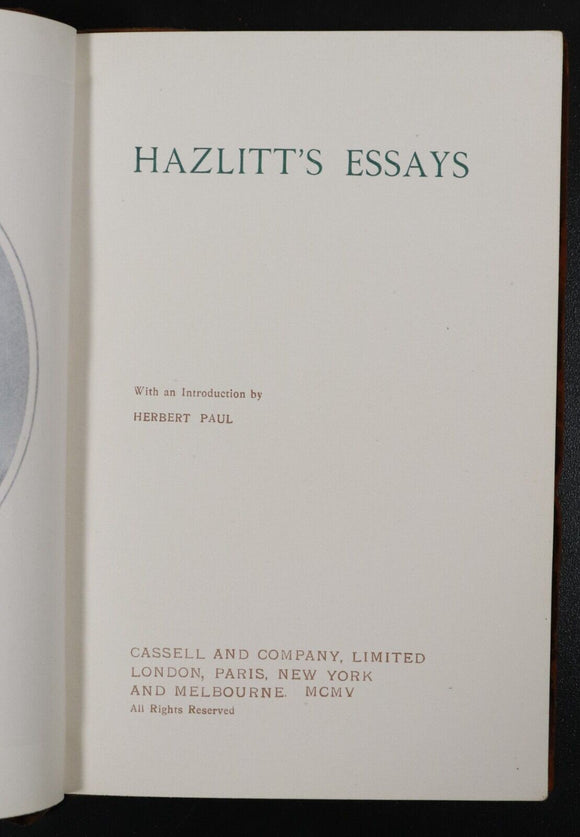 HAZLITT'S ESSAYS
With an Introduction by
HERBERT PAUL
CASSELL AND COMPANY, LIMITED
LONDON, PARIS, NEW YORK
AND MELBOURNE. MCMV
All Rights Reserved